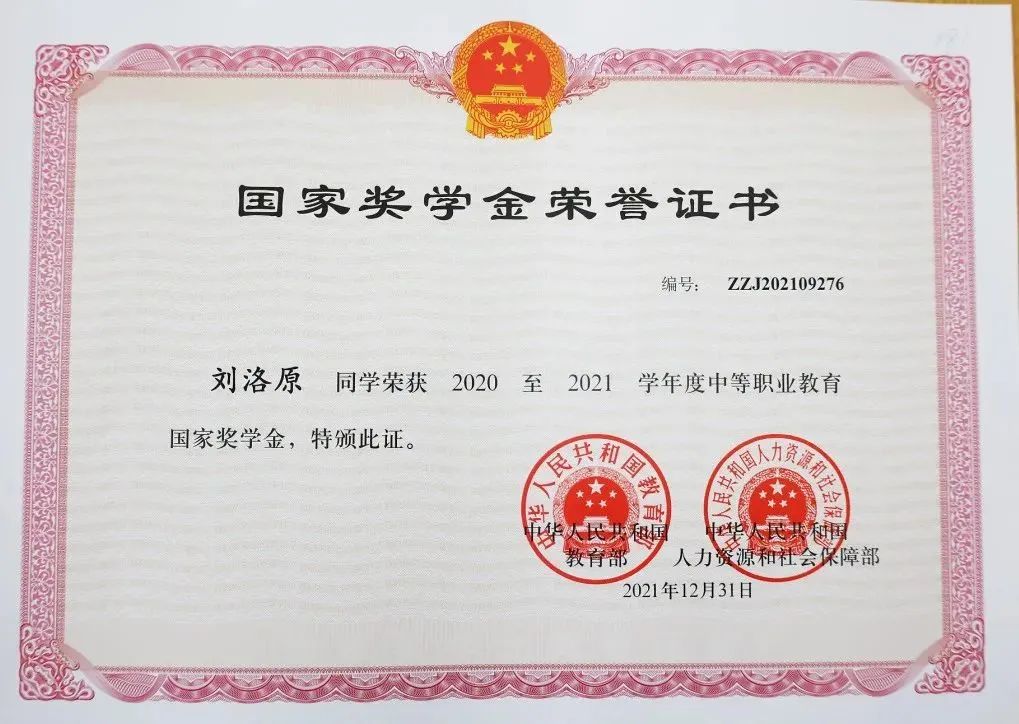 国家奖学金荣誉证书
编号： ZZJ202109276
刘洛原 同学荣获 2020 至 2021 学年度中等职业教育
国家奖学金，特颁此证。
中华人民共和国教育部
中华人民共和国人力资源和社会保障部
中华人民共和国 中华人民共和国
教育部 人力资源和社会保障部
2021年12月31日